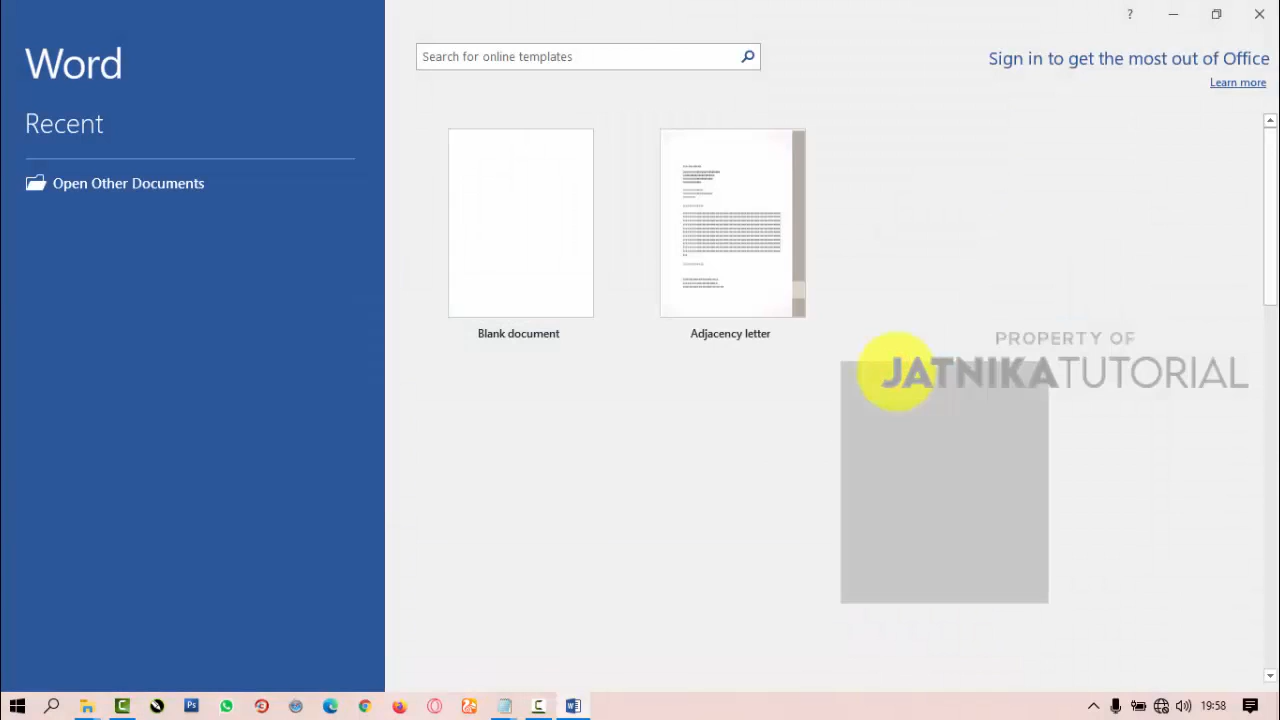 Word
Recent
Open Other Documents
Search for online templates
Sign in to get the most out of Office
Learn more
Blank document
Adjacency letter
PROPERTY OF
JATNIKATUTORIAL
19:58